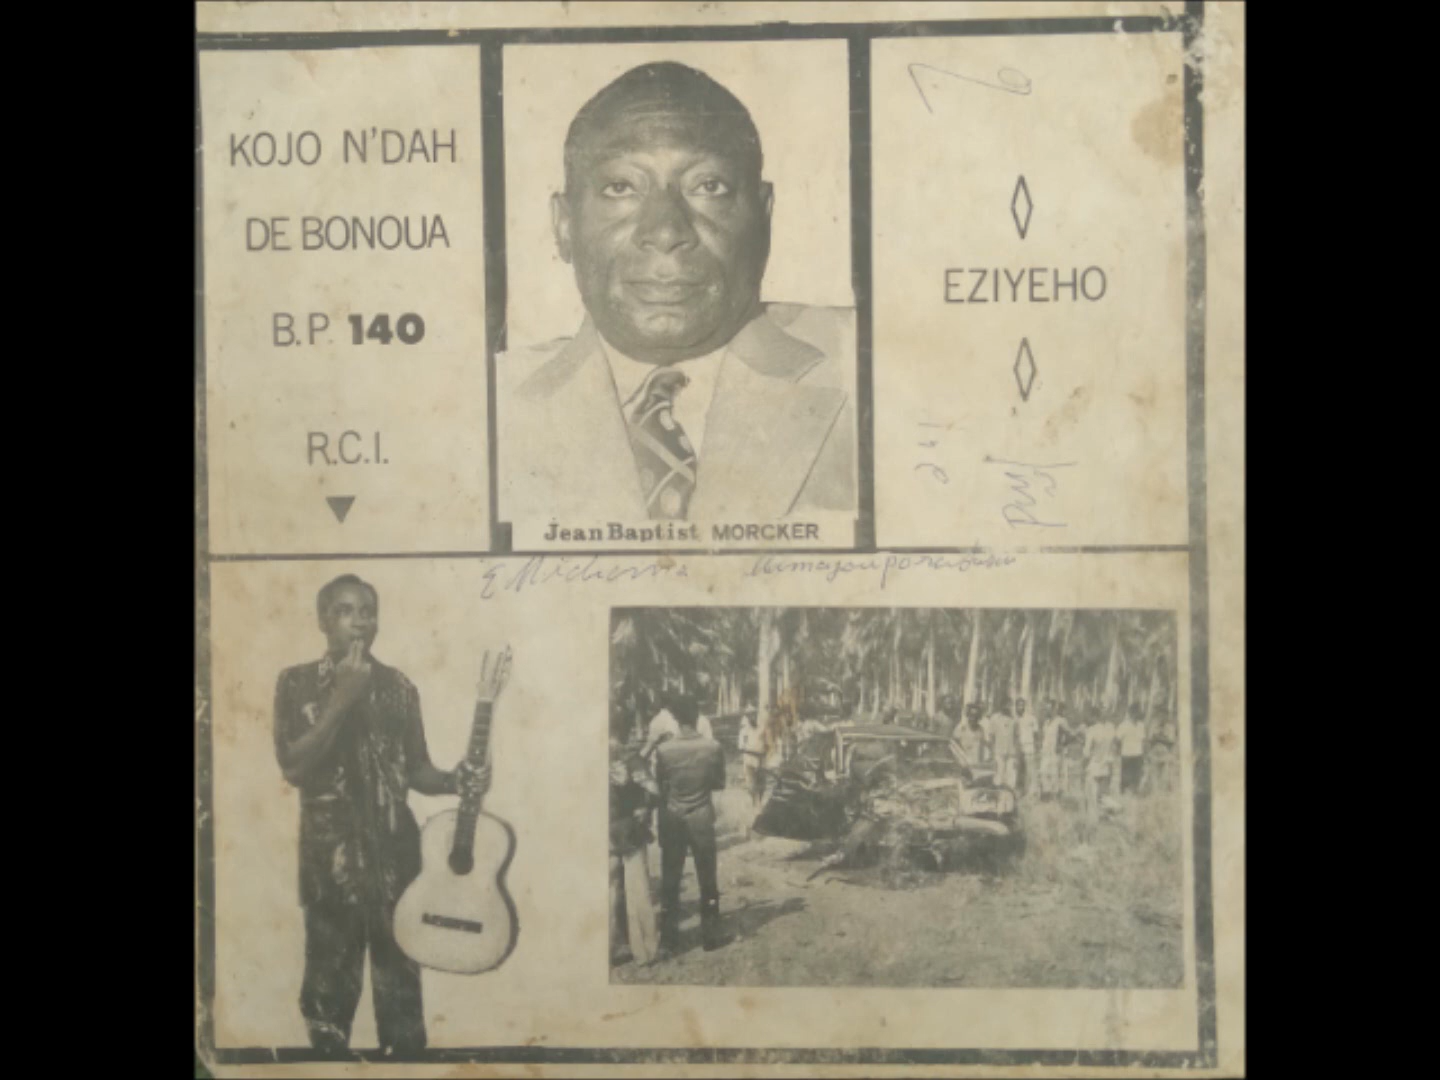 KOJO N'DAH
DE BONOUA
B.P. 140
R.C.I.
Jean Baptist MORCKER
EZIYEHO